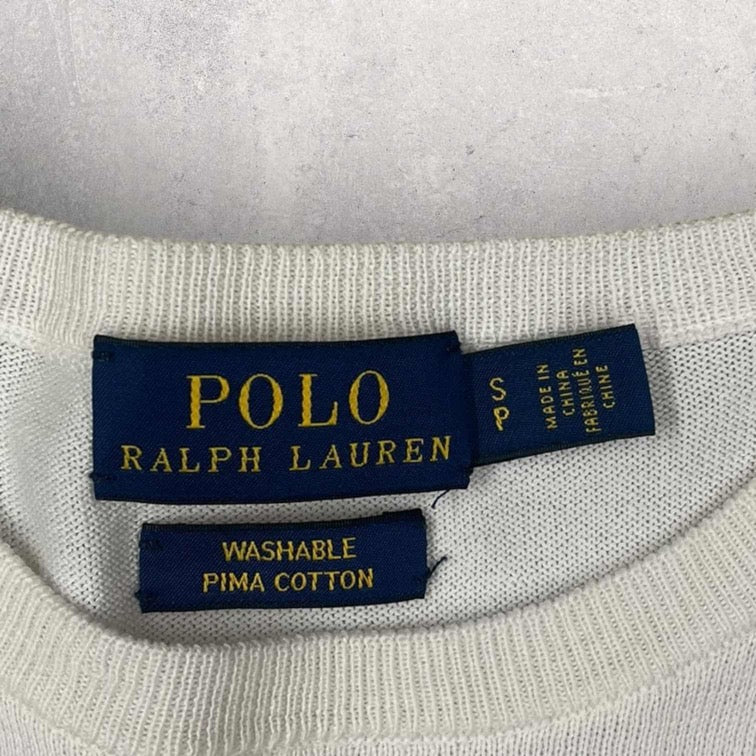 POLO
RALPH LAUREN
S
P
MADE IN
CHINA
FABRIQUÉ EN
CHINE
WASHABLE
PIMA COTTON